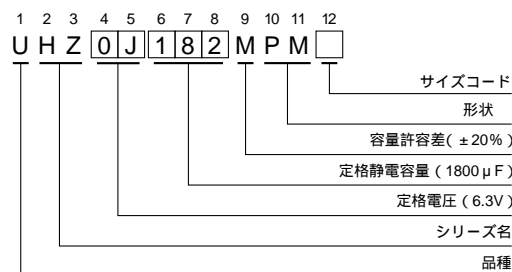 1 2 3 4 5 6 7 8 9 10 11 12
U H Z 0 J 1 8 2 M P M
サイズコード
形状
容量許容差(±20%)
定格静電容量(1800μF)
定格電圧(6.3V)
シリーズ名
品種